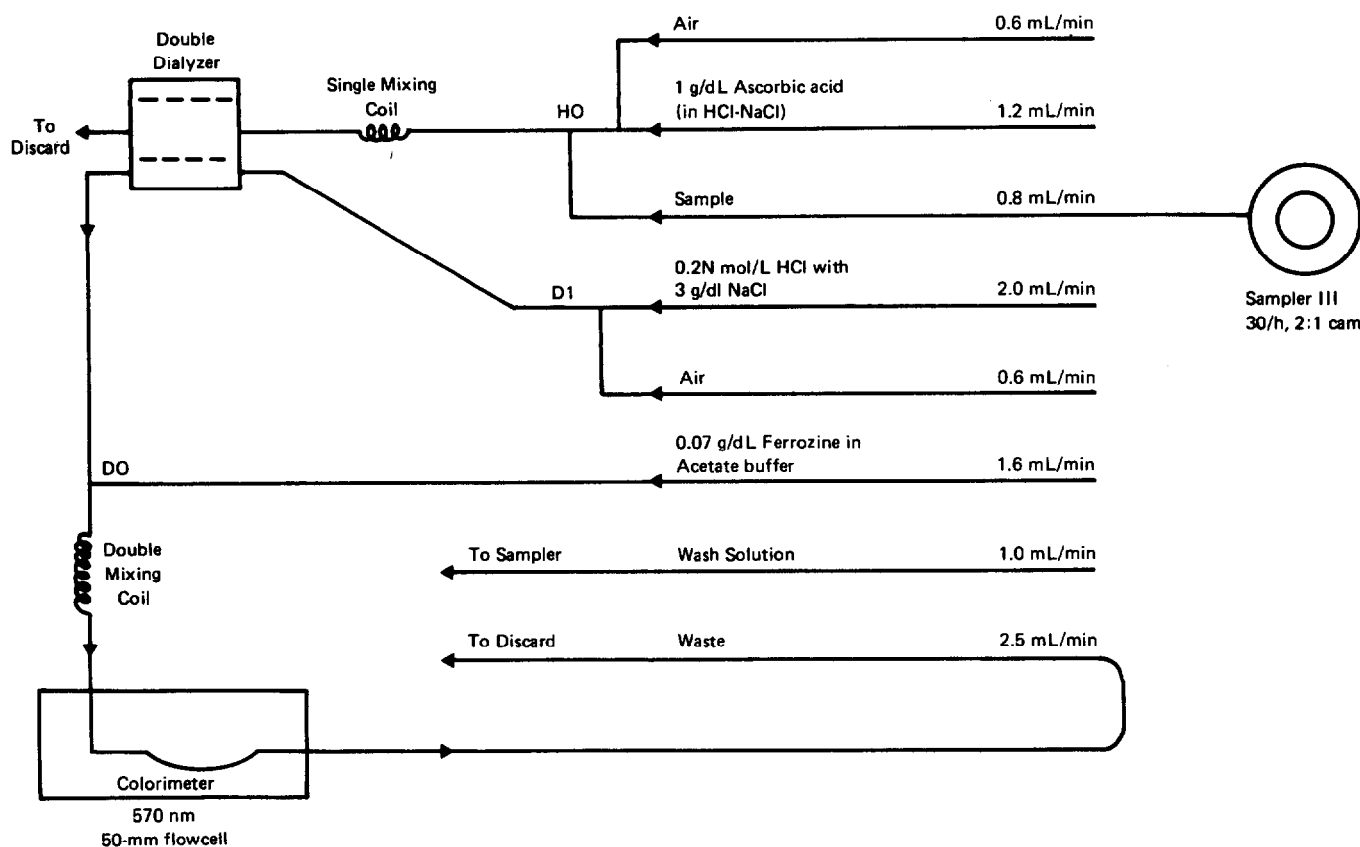 Air
0.6 mL/min
Double
Dialyzer
Single Mixing
Coil
HO
1 g/dL Ascorbic acid
(in HCl-NaCl)
1.2 mL/min
To
Discard
Sample
0.8 mL/min
0.2N mol/L HCl with
3 g/dl NaCl
D1
2.0 mL/min
Sampler III
30/h, 2:1 cam
Air
0.6 mL/min
0.07 g/dL Ferrozine in
Acetate buffer
DO
1.6 mL/min
Double
Mixing
Coil
To Sampler
Wash Solution
1.0 mL/min
To Discard
Waste
2.5 mL/min
Colorimeter
570 nm
50-mm flowcell